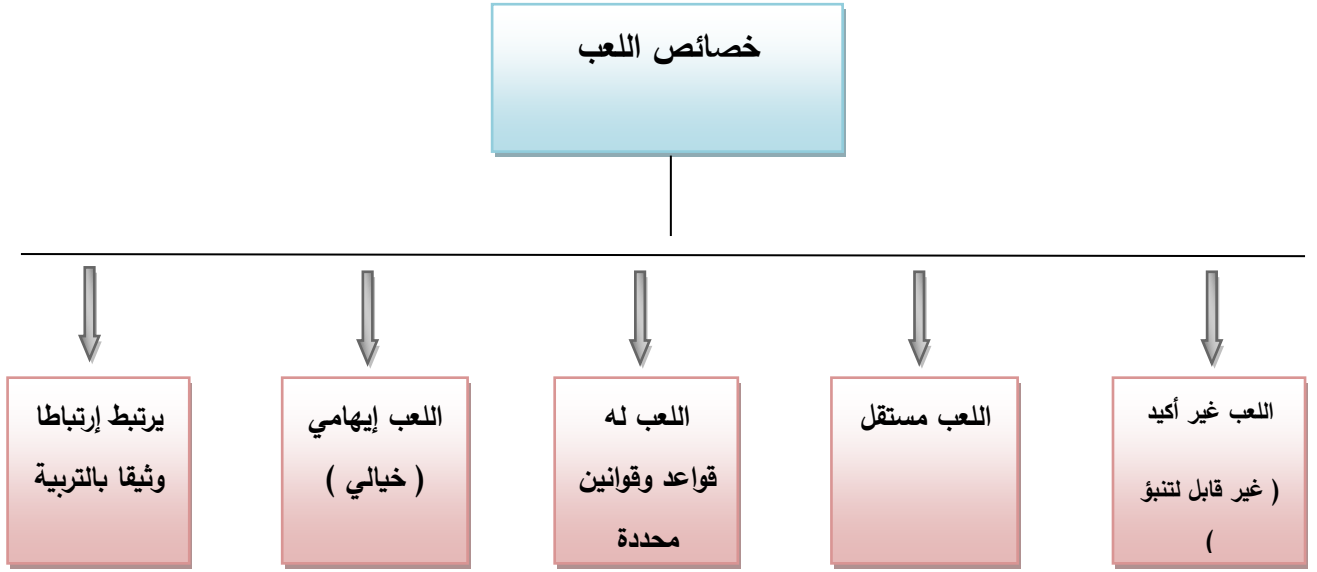 خصائص اللعب
اللعب غير أكيد
( غير قابل لتنبؤ
)
اللعب مستقل
اللعب له
قواعد وقوانين
محددة
اللعب إيهامي
( خيالي )
يرتبط إرتباطا
وثيقا بالتربية